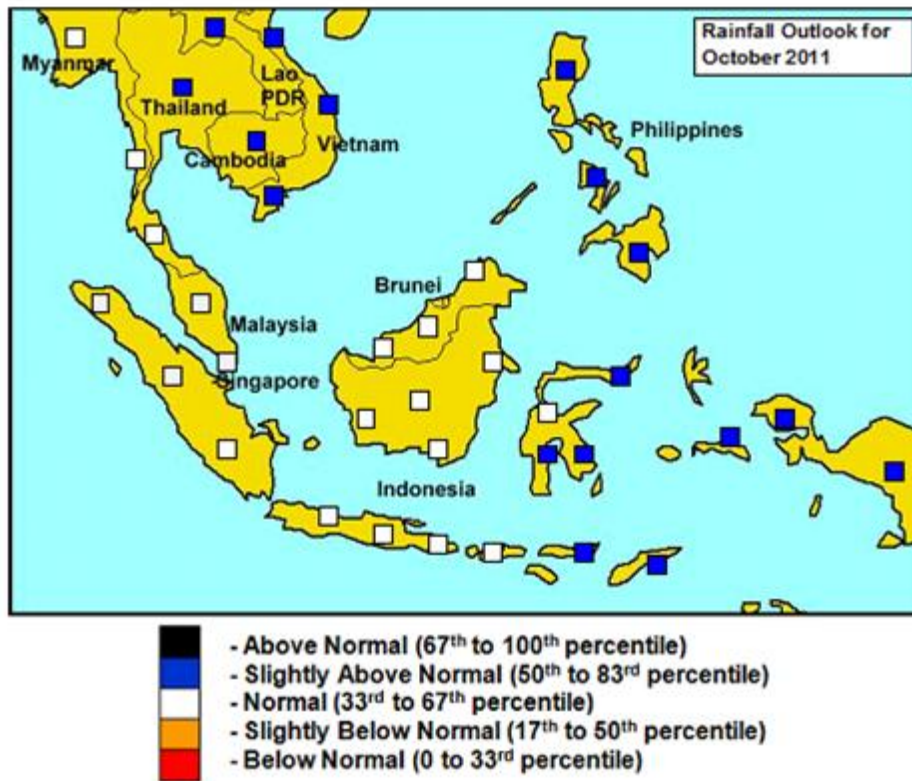 Rainfall Outlook for
October 2011
Myanmar
Lao
PDR
Thailand
Vietnam
Cambodia
Philippines
Brunei
Malaysia
Singapore
Indonesia
- Above Normal (67th to 100th percentile)
- Slightly Above Normal (50th to 83rd percentile)
- Normal (33rd to 67th percentile)
- Slightly Below Normal (17th to 50th percentile)
- Below Normal (0 to 33rd percentile)